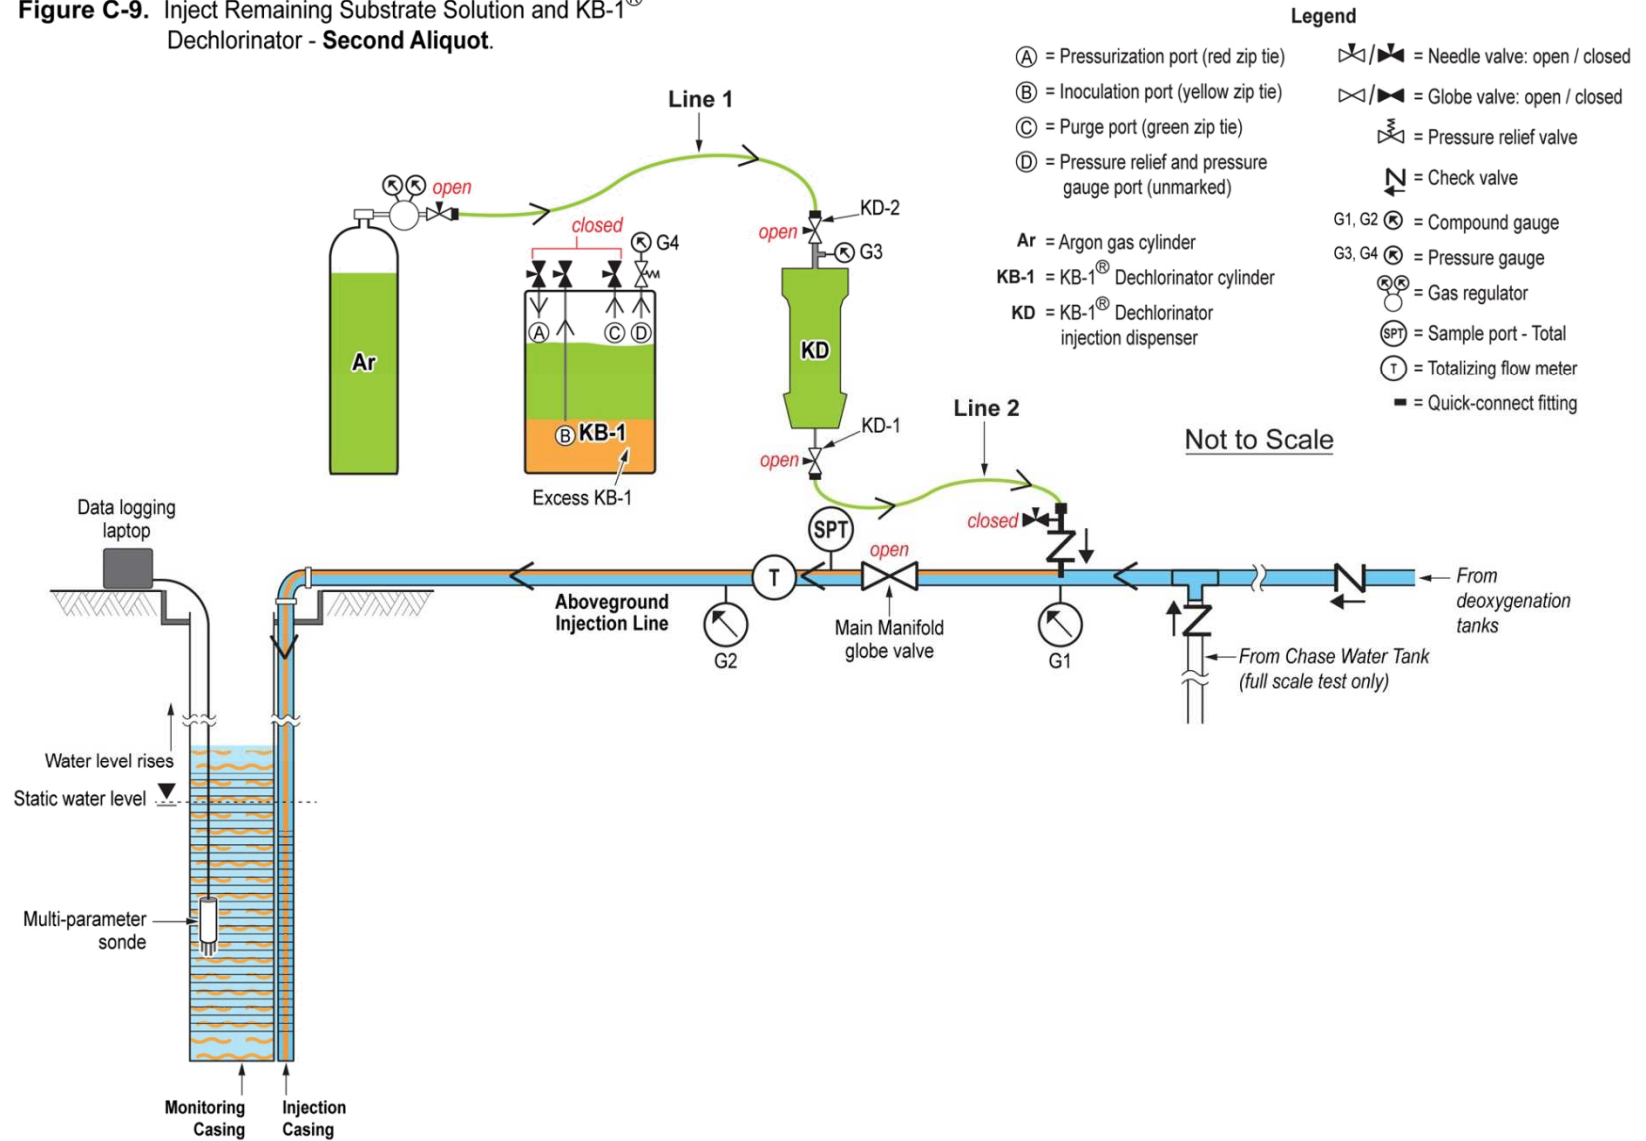 Figure C-9. Inject Remaining Substrate Solution and KB-1®
Dechlorinator - Second Aliquot.
Legend
Ⓐ = Pressurization port (red zip tie)
Ⓑ = Inoculation port (yellow zip tie)
Ⓒ = Purge port (green zip tie)
Ⓓ = Pressure relief and pressure
gauge port (unmarked)
Ar = Argon gas cylinder
KB-1 = KB-1® Dechlorinator cylinder
KD = KB-1® Dechlorinator
injection dispenser
/ = Needle valve: open / closed
/ = Globe valve: open / closed
= Pressure relief valve
= Check valve
G1, G2 = Compound gauge
G3, G4 = Pressure gauge
= Gas regulator
SPT = Sample port - Total
T = Totalizing flow meter
= Quick-connect fitting
Not to Scale
Line 1
open
closed
G4
KD-2
open
G3
A
C
D
Ar
KD
B KB-1
Excess KB-1
KD-1
open
Line 2
closed
SPT
open
T
Data logging
laptop
Aboveground
Injection Line
G2
Main Manifold
globe valve
G1
From
deoxygenation
tanks
From Chase Water Tank
(full scale test only)
Water level rises
Static water level
Multi-parameter
sonde
Monitoring
Casing
Injection
Casing